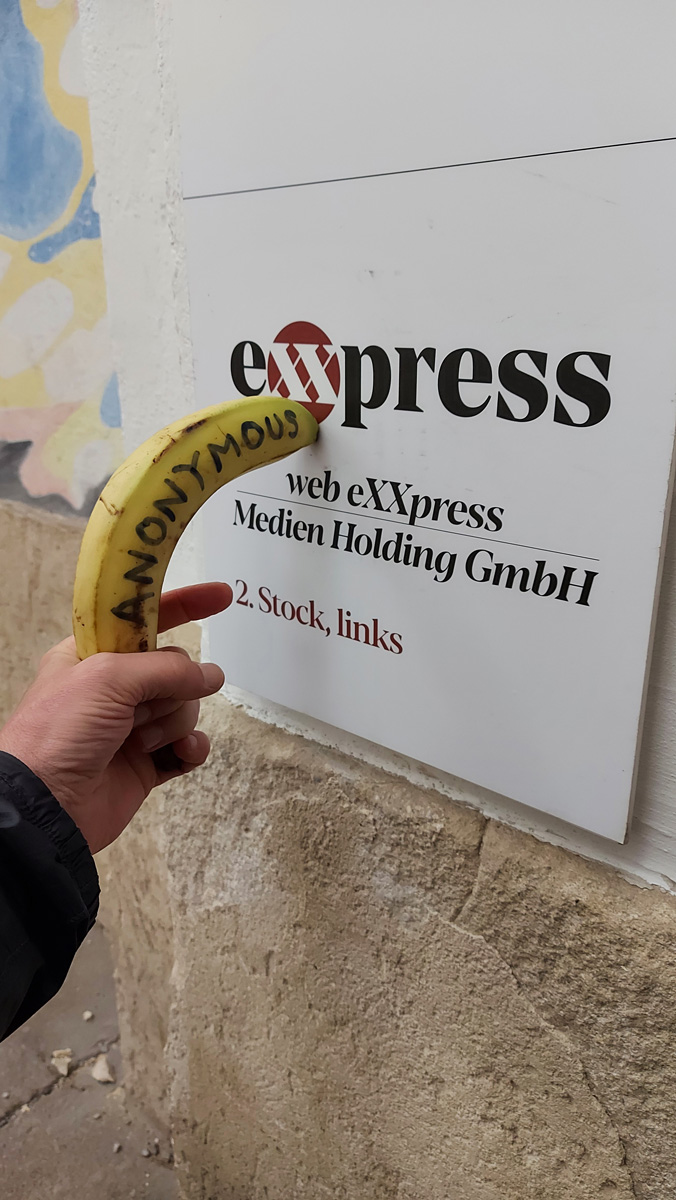 exxpress
ANONYMOUS
web eXXpress
Medien Holding GmbH
2. Stock, links